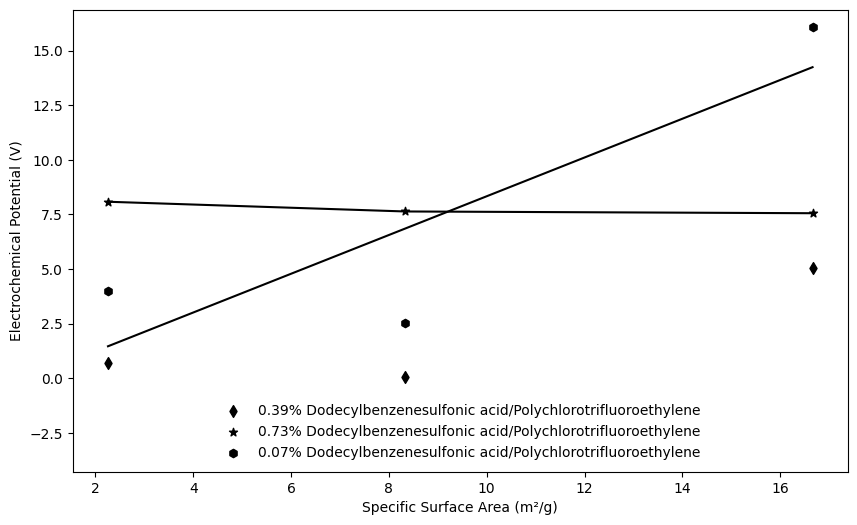 15.0
12.5
10.0
7.5
5.0
2.5
0.0
−2.5
Electrochemical Potential (V)
0.39% Dodecylbenzenesulfonic acid/Polychlorotrifluoroethylene
0.73% Dodecylbenzenesulfonic acid/Polychlorotrifluoroethylene
0.07% Dodecylbenzenesulfonic acid/Polychlorotrifluoroethylene
2 4 6 8 10 12 14 16
Specific Surface Area (m²/g)